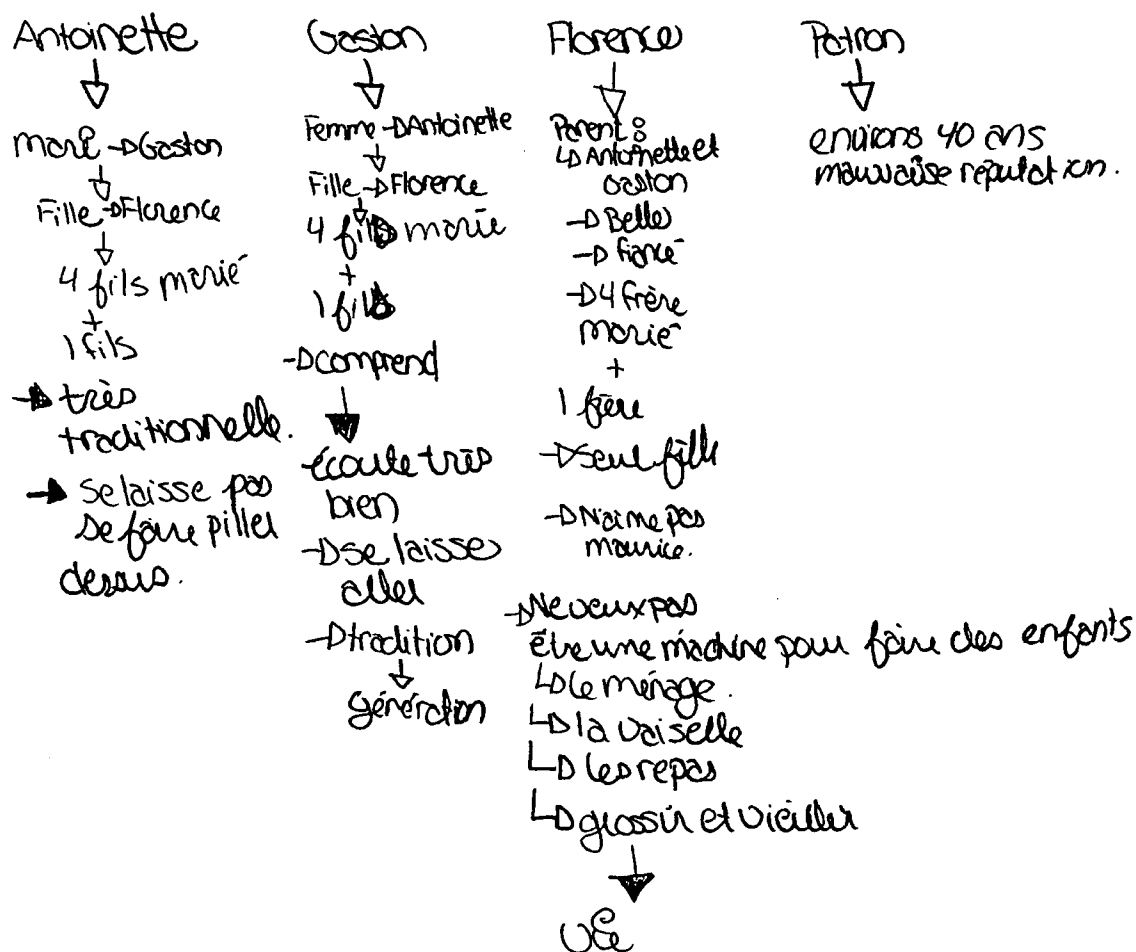 Antoinette
Mari → Gaston
Fille → Florence
4 fils marié
+
1 fils
→ très
traditionnelle.
→ se laisse pas
se faire piller
dessus.
Gaston
Femme → Antoinette
Fille → Florence
4 fils marié
+
1 fils
→ comprend
écoute très
bien
→ se laisse
aller
→ tradition
génération
Florence
Parent :
↳ Antoinette et
Gaston
→ Belle
→ fiancé
→ 4 frère
marié
+
1 frère
→ seul fille
→ N'aime pas
maurice.
→ Ne veux pas
être une machine pour faire des enfants
↳ le ménage.
↳ la vaiselle
↳ les repas
↳ grossir et vieillir
Patron
environs 40 ans
mauvaise réputation.